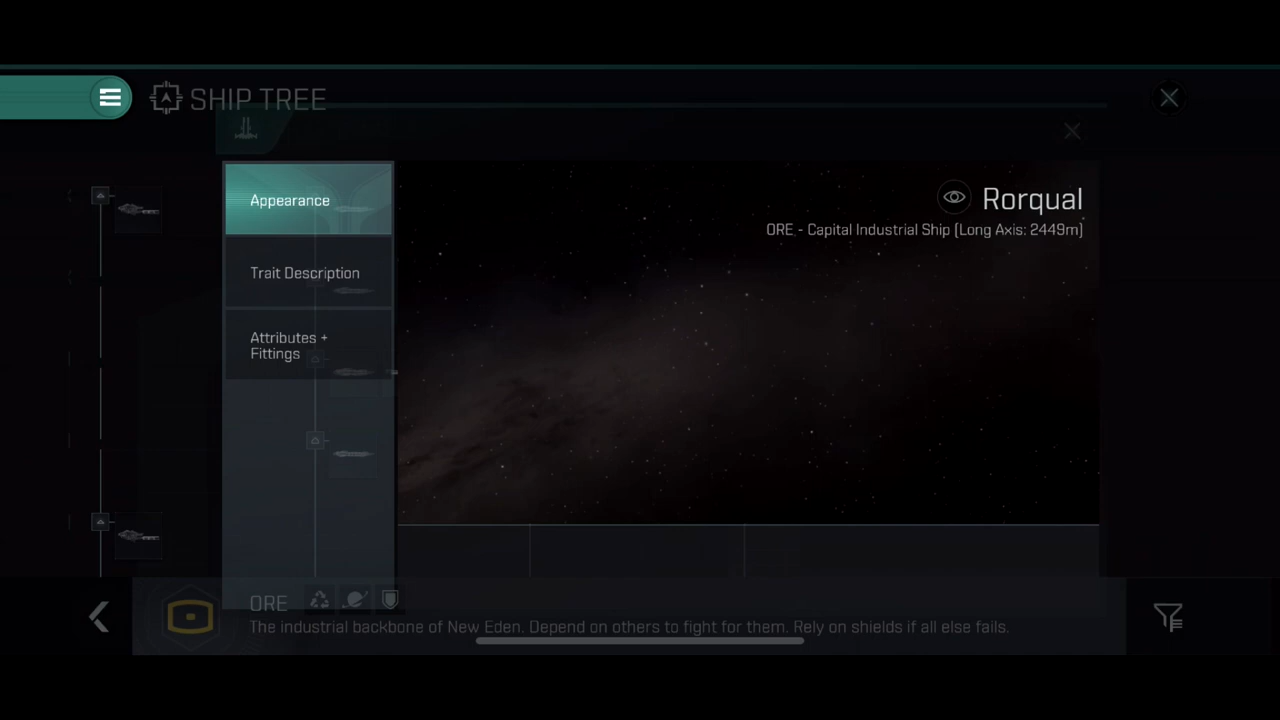 SHIP TREE
Appearance
Rorqual
ORE - Capital Industrial Ship (Long Axis: 2449m)
Trait Description
Attributes +
Fittings
ORE
The industrial backbone of New Eden. Depend on others to fight for them. Rely on shields if all else fails.